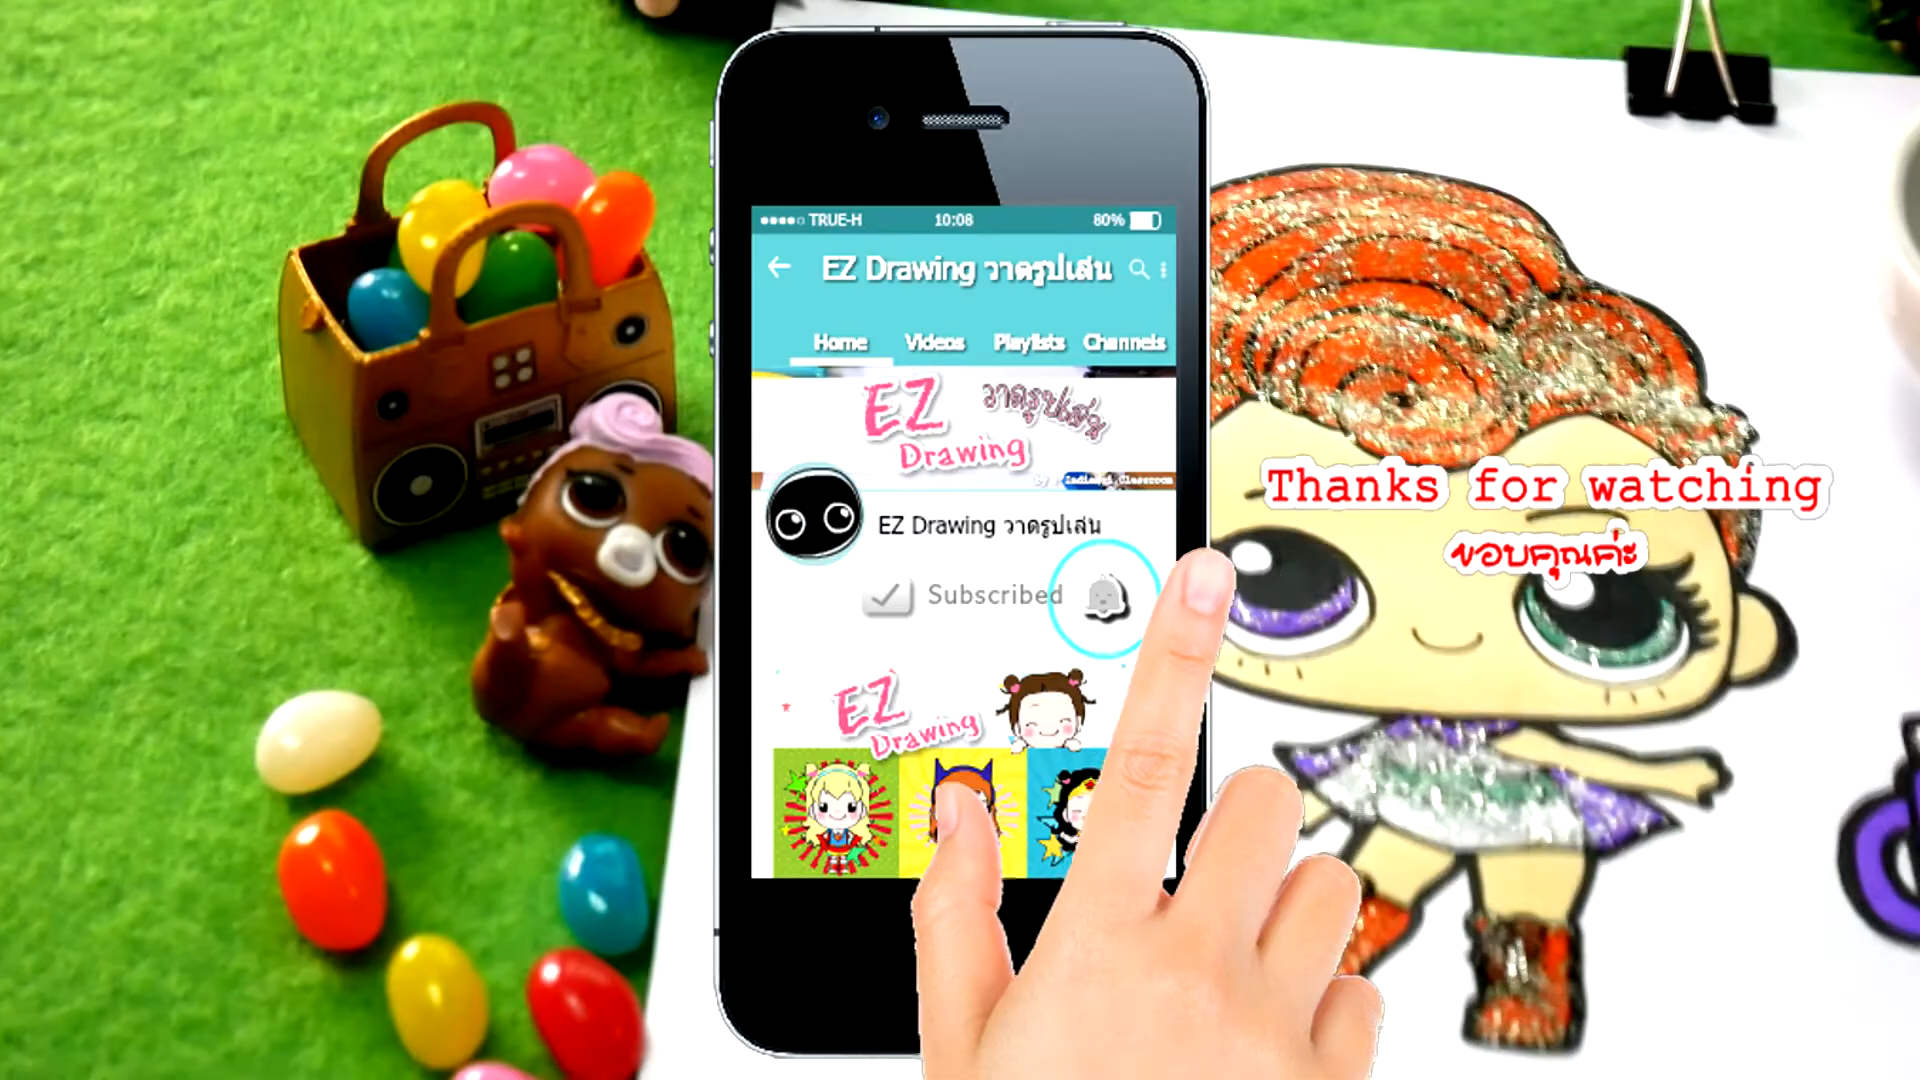 TRUE-H 10:08 80%
EZ Drawing วาดรูปเล่น
Home Videos Playlists Channels
EZ วาดรูปเล่น
Drawing
EZ Drawing วาดรูปเล่น
Subscribed
EZ
Drawing
Thanks for watching
ขอบคุณค่ะ